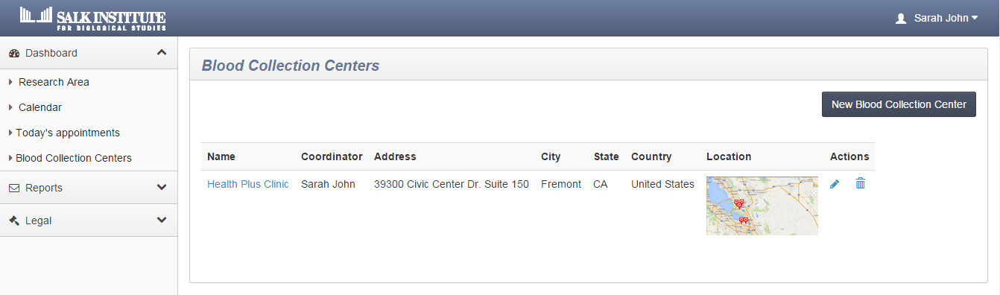 SALK INSTITUTE
FOR BIOLOGICAL STUDIES
Sarah John
Dashboard
Research Area
Calendar
Today's appointments
Blood Collection Centers
Reports
Legal
Blood Collection Centers
New Blood Collection Center
Name Coordinator Address City State Country Location Actions
Health Plus Clinic Sarah John 39300 Civic Center Dr. Suite 150 Fremont CA United States